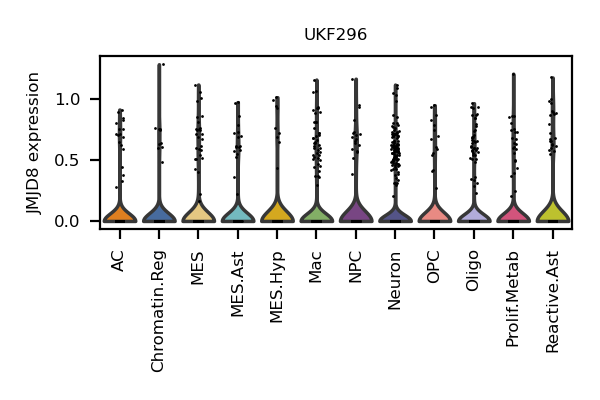 UKF296
JMJD8 expression
1.0
0.5
0.0
AC
Chromatin.Reg
MES
MES.Ast
MES.Hyp
Mac
NPC
Neuron
OPC
Oligo
Prolif.Metab
Reactive.Ast